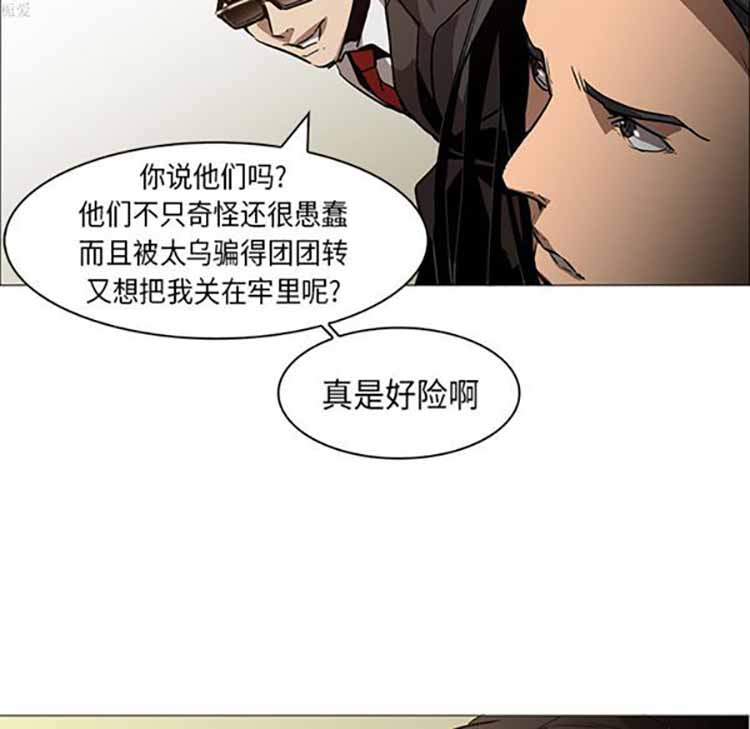 栀爱
你说他们吗?
他们不只奇怪还很愚蠢
而且被太乌骗得团团转
又想把我关在牢里呢?
真是好险啊